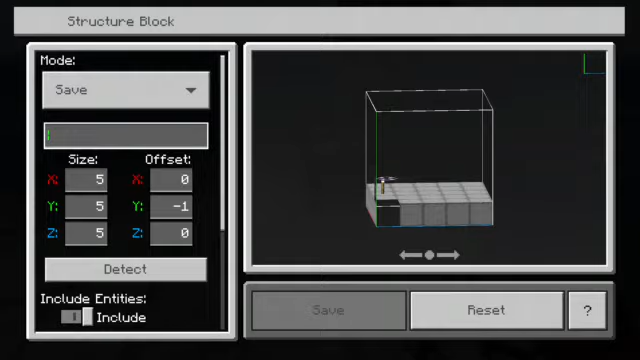 Structure Block
Mode:
Save
Size: Offset:
X: 5 X: 0
Y: 5 Y: -1
Z: 5 Z: 0
Detect
Include Entities:
Include
Save Reset ?